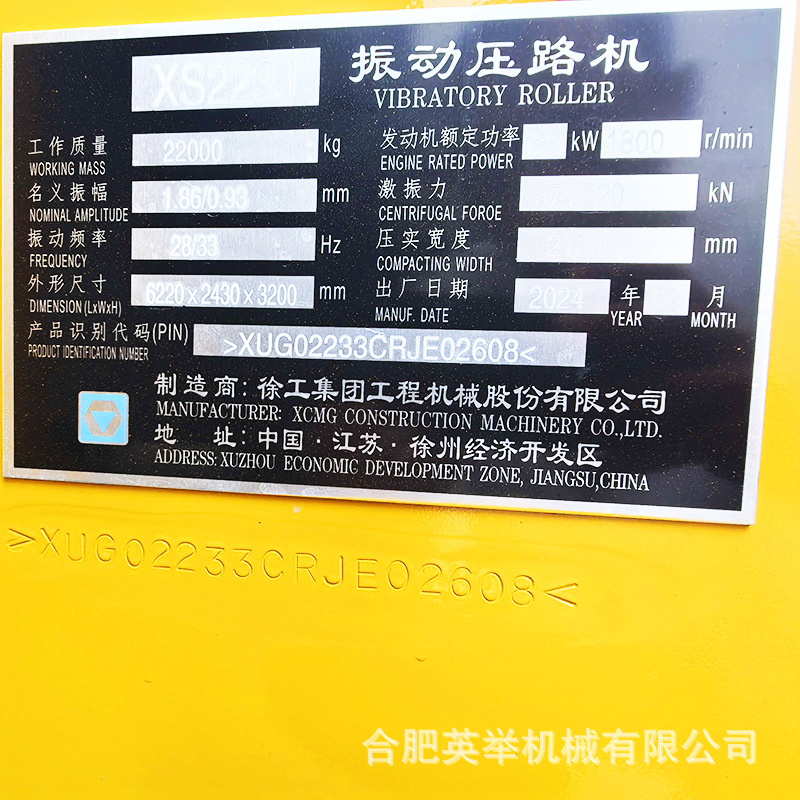 振动压路机
VIBRATORY ROLLER
工作质量 22000 kg
WORKING MASS
名义振幅 1.86/0.93 mm
NOMINAL AMPLITUDE
振动频率 28/33 Hz
FREQUENCY
外形尺寸 6220x2430x3200 mm
DIMENSION (LxWxH)
发动机额定功率 kW 1800 r/min
ENGINE RATED POWER
激振力 kN
CENTRIFUGAL FOROE
压实宽度 mm
COMPACTING WIDTH
出厂日期 2024 年 月
MANUF. DATE YEAR MONTH
产品识别代码(PIN) >XUG02233CRJE02608<
PRODUCT IDENTIFICATION NUMBER
制造商: 徐工集团工程机械股份有限公司
MANUFACTURER: XCMG CONSTRUCTION MACHINERY CO.,LTD.
地 址: 中国·江苏·徐州经济开发区
ADDRESS: XUZHOU ECONOMIC DEVELOPMENT ZONE, JIANGSU,CHINA
>XUG02233CRJE02608<
合肥英举机械有限公司